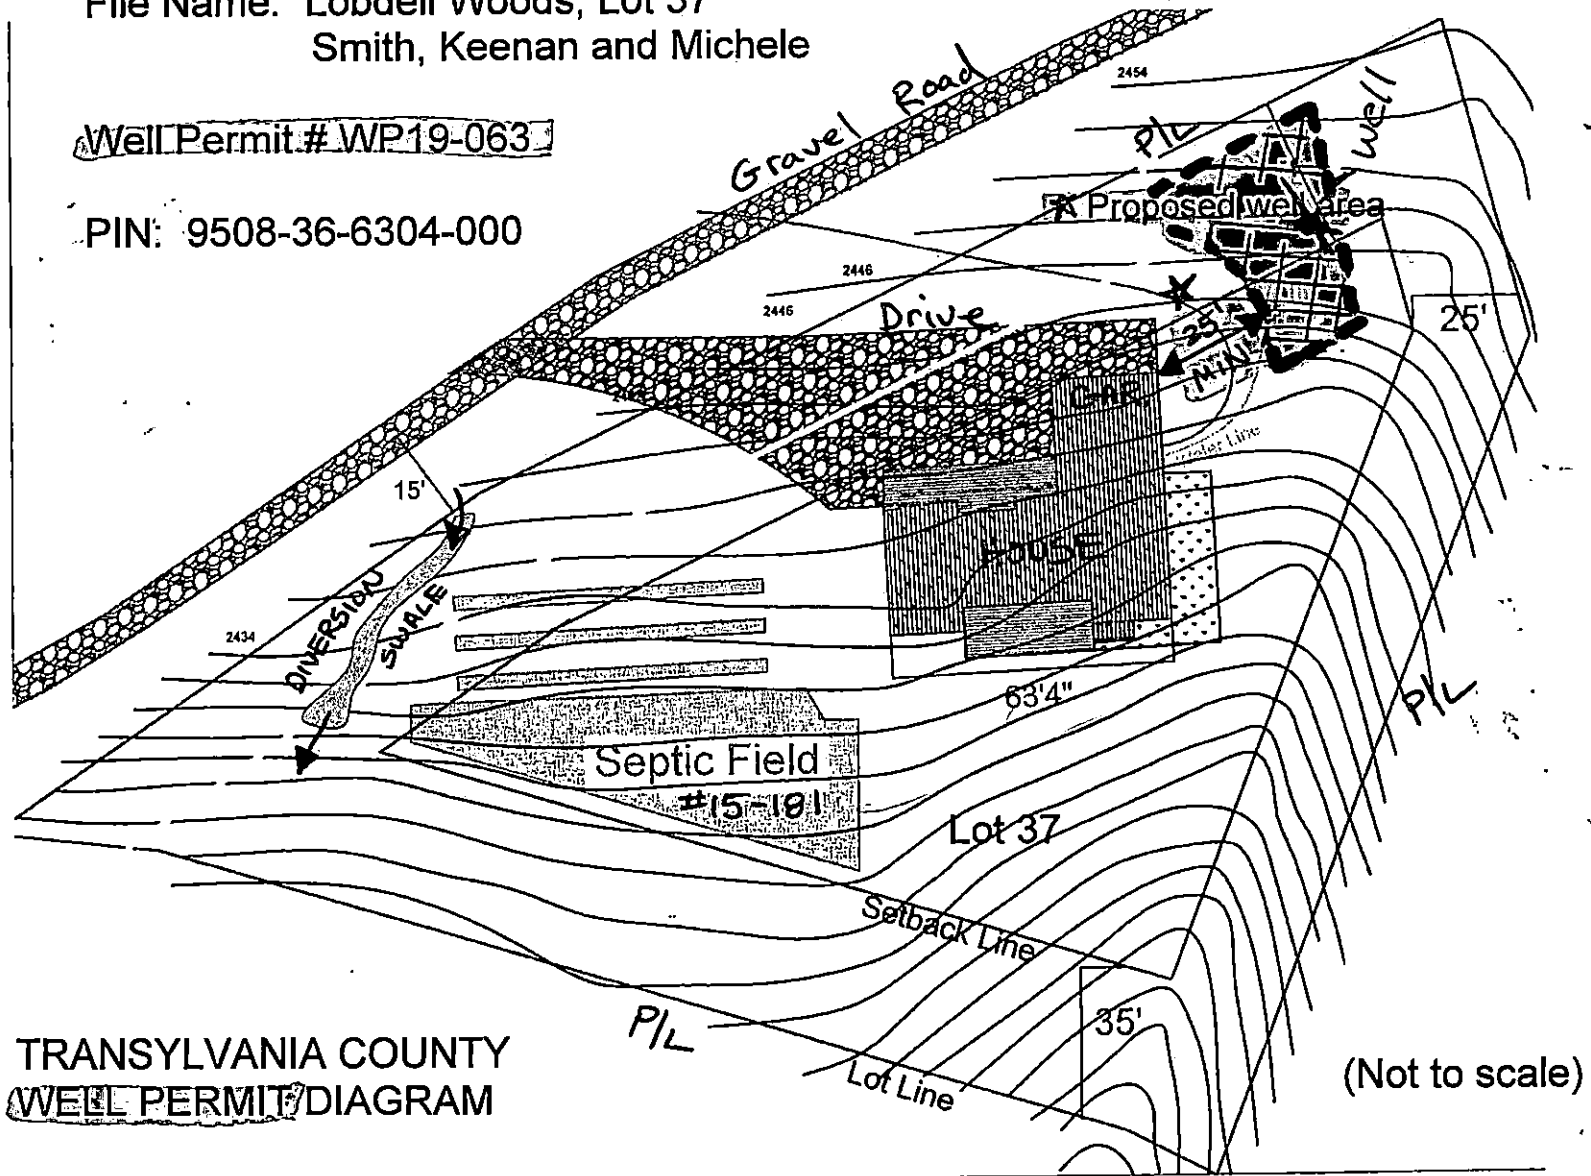 File Name: Lobdell Woods, Lot 37
Smith, Keenan and Michele
Well Permit # WP19-063
PIN: 9508-36-6304-000
Gravel Road
2454
P/L
Well
Proposed well area
2446
2446
Drive
25'
MIN
25'
GAR
Water Line
15'
HOUSE
DIVERSION
SWALE
2434
63'4"
P/L
Septic Field
#15-181
Lot 37
Setback Line
P/L
35'
Lot Line
TRANSYLVANIA COUNTY
WELL PERMIT DIAGRAM
(Not to scale)